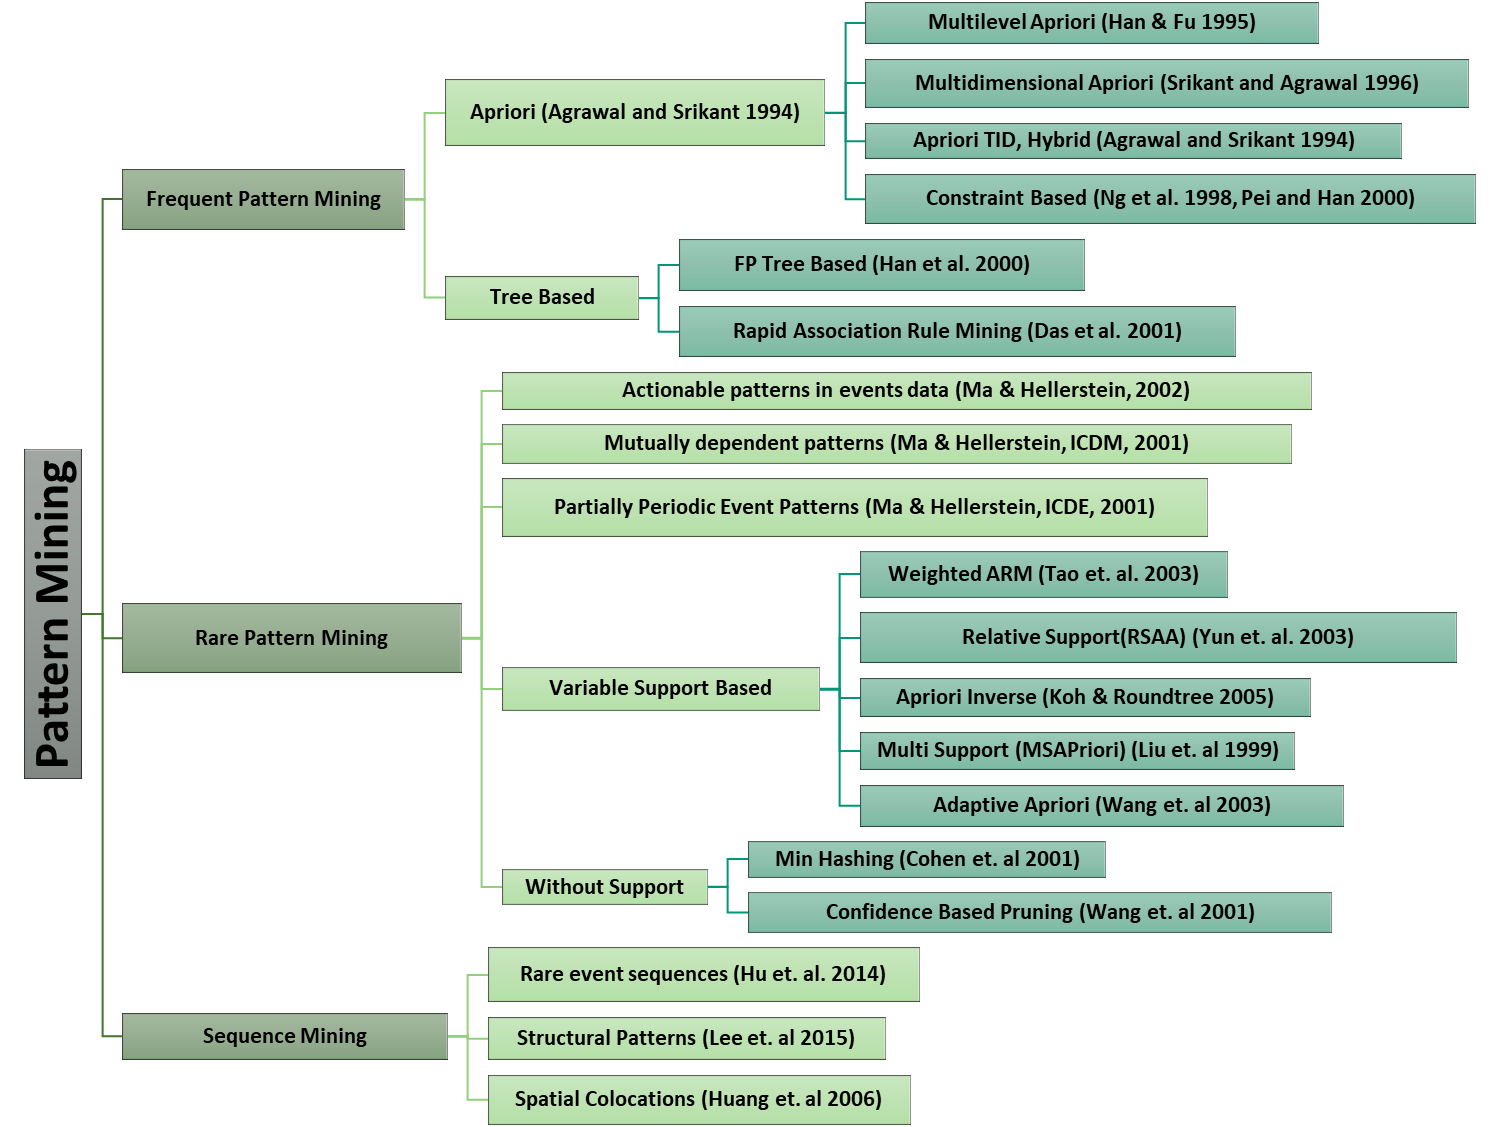 Pattern Mining
Frequent Pattern Mining
Apriori (Agrawal and Srikant 1994)
Multilevel Apriori (Han & Fu 1995)
Multidimensional Apriori (Srikant and Agrawal 1996)
Apriori TID, Hybrid (Agrawal and Srikant 1994)
Constraint Based (Ng et al. 1998, Pei and Han 2000)
Tree Based
FP Tree Based (Han et al. 2000)
Rapid Association Rule Mining (Das et al. 2001)
Rare Pattern Mining
Actionable patterns in events data (Ma & Hellerstein, 2002)
Mutually dependent patterns (Ma & Hellerstein, ICDM, 2001)
Partially Periodic Event Patterns (Ma & Hellerstein, ICDE, 2001)
Variable Support Based
Weighted ARM (Tao et. al. 2003)
Relative Support(RSAA) (Yun et. al. 2003)
Apriori Inverse (Koh & Roundtree 2005)
Multi Support (MSAPriori) (Liu et. al 1999)
Adaptive Apriori (Wang et. al 2003)
Without Support
Min Hashing (Cohen et. al 2001)
Confidence Based Pruning (Wang et. al 2001)
Sequence Mining
Rare event sequences (Hu et. al. 2014)
Structural Patterns (Lee et. al 2015)
Spatial Colocations (Huang et. al 2006)